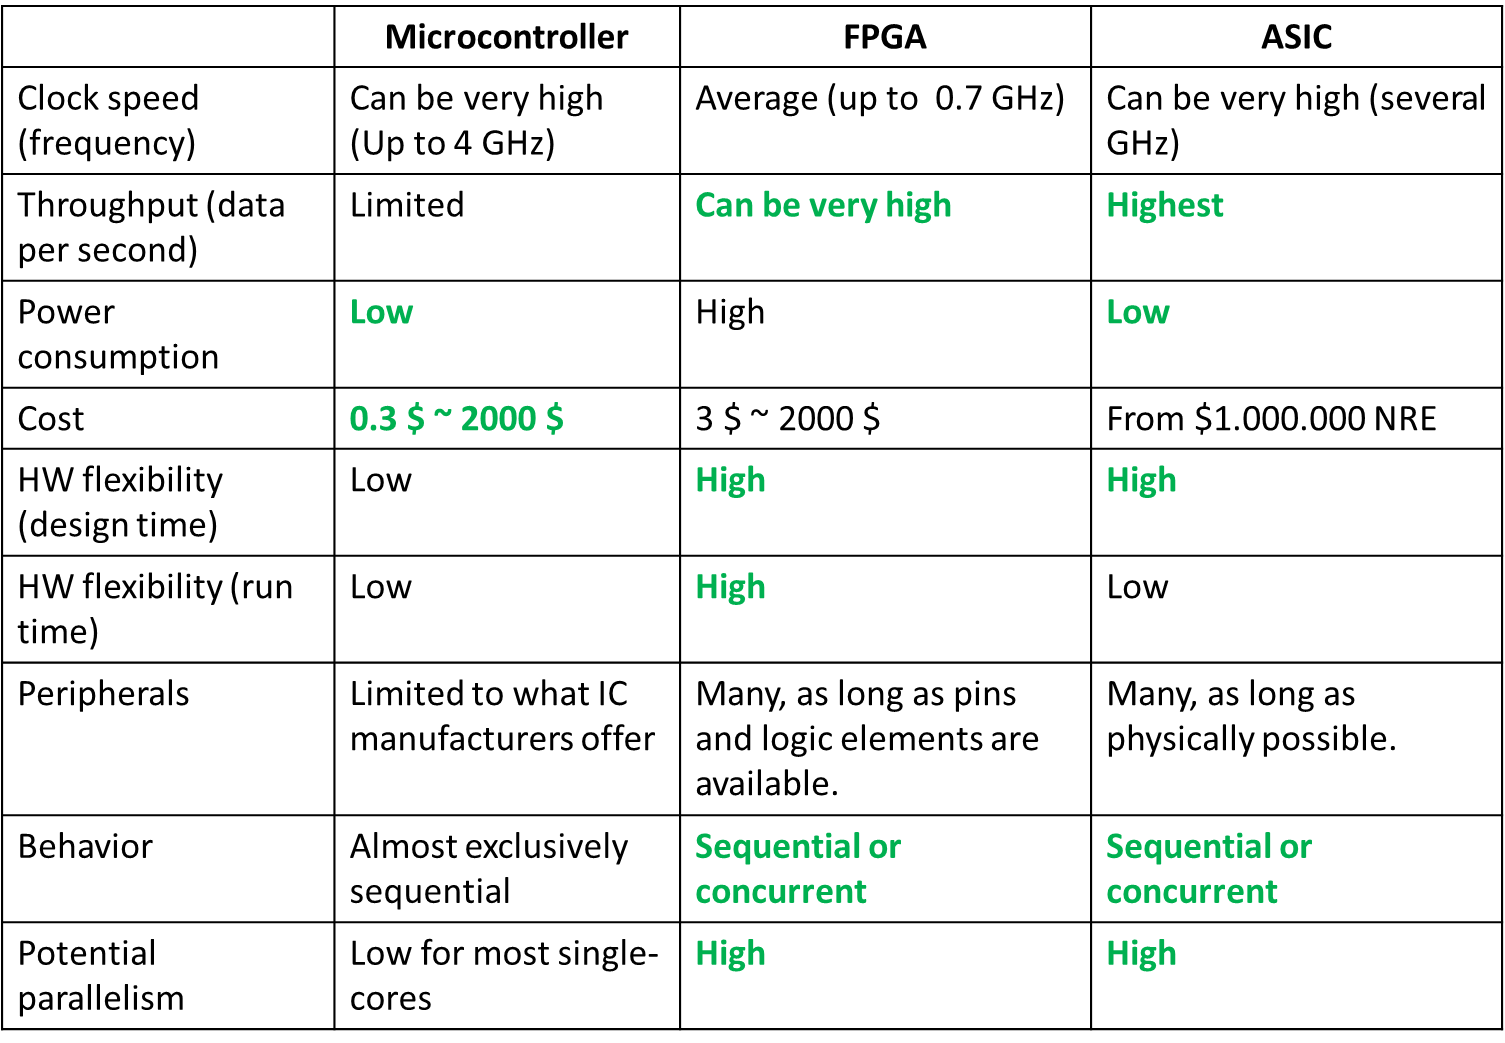 Microcontroller FPGA ASIC
Clock speed (frequency) Can be very high (Up to 4 GHz) Average (up to 0.7 GHz) Can be very high (several GHz)
Throughput (data per second) Limited Can be very high Highest
Power consumption Low High Low
Cost 0.3 $ ~ 2000 $ 3 $ ~ 2000 $ From $1.000.000 NRE
HW flexibility (design time) Low High High
HW flexibility (run time) Low High Low
Peripherals Limited to what IC manufacturers offer Many, as long as pins and logic elements are available. Many, as long as physically possible.
Behavior Almost exclusively sequential Sequential or concurrent Sequential or concurrent
Potential parallelism Low for most single-cores High High